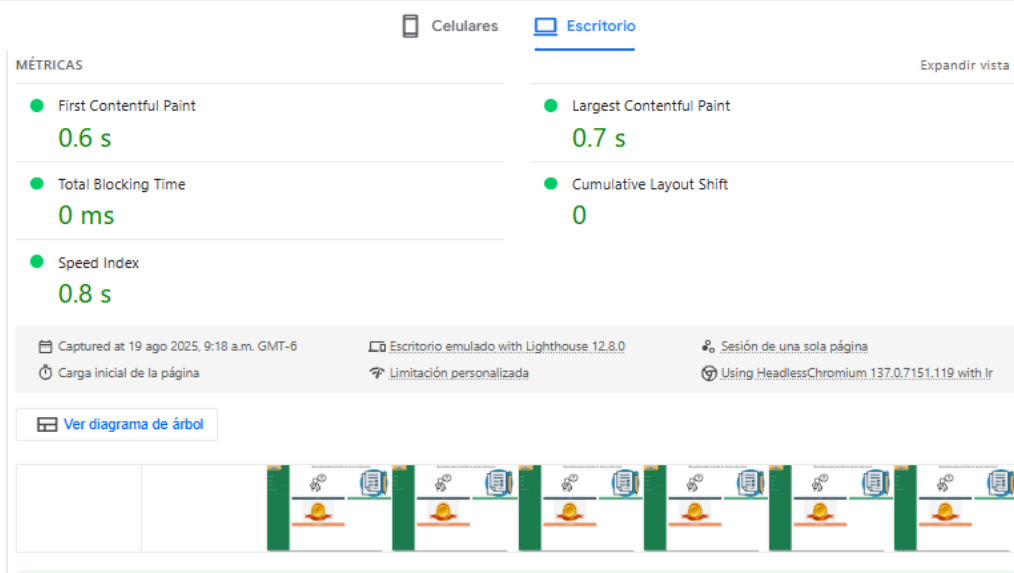 Celulares
Escritorio
MÉTRICAS
Expandir vista
First Contentful Paint
0.6 s
Largest Contentful Paint
0.7 s
Total Blocking Time
0 ms
Cumulative Layout Shift
0
Speed Index
0.8 s
Captured at 19 ago 2025, 9:18 a.m. GMT-6
Escritorio emulado with Lighthouse 12.8.0
Sesión de una sola página
Carga inicial de la página
Limitación personalizada
Using HeadlessChromium 137.0.7151.119 with lr
Ver diagrama de árbol